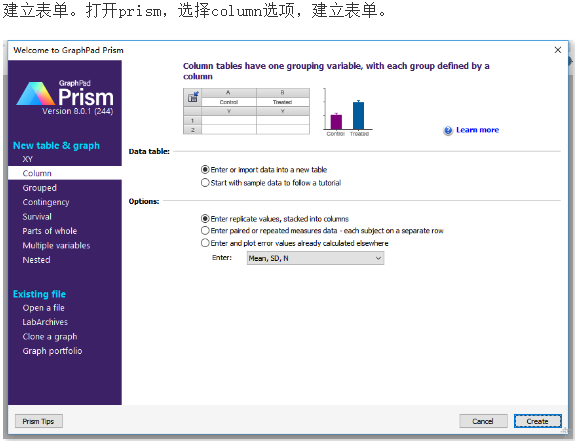 建立表单。打开prism，选择column选项，建立表单。
Welcome to GraphPad Prism
GraphPad
Prism
Version 8.0.1 (244)
New table & graph
XY
Column
Grouped
Contingency
Survival
Parts of whole
Multiple variables
Nested
Existing file
Open a file
LabArchives
Clone a graph
Graph portfolio
Column tables have one grouping variable, with each group defined by a
column
A B
Control Treated
Y Y
1
2
Control Treated
Learn more
Data table:
Enter or import data into a new table
Start with sample data to follow a tutorial
Options:
Enter replicate values, stacked into columns
Enter paired or repeated measures data - each subject on a separate row
Enter and plot error values already calculated elsewhere
Enter: Mean, SD, N
Prism Tips Cancel Create